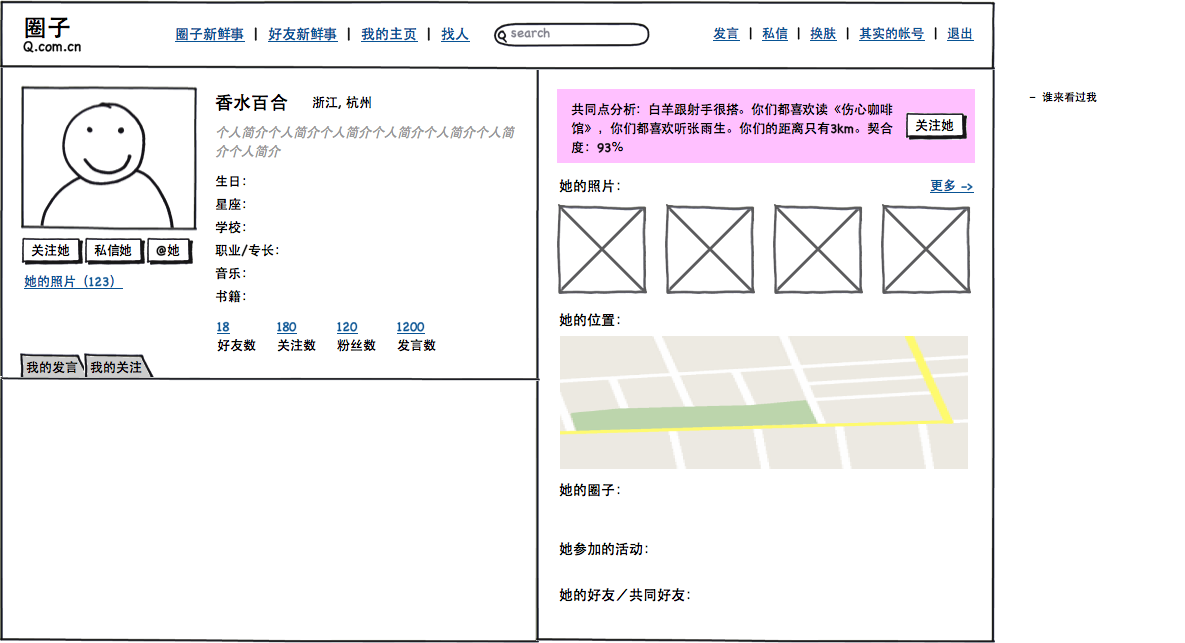 圈子
Q.com.cn
圈子新鲜事 | 好友新鲜事 | 我的主页 | 找人
search
发言 | 私信 | 换肤 | 其实的帐号 | 退出
香水百合 浙江, 杭州
个人简介个人简介个人简介个人简介个人简介个人简
介个人简介
生日:
星座:
学校:
职业/专长:
音乐:
书籍:
关注她 私信她 @她
她的照片（123）
18 180 120 1200
好友数 关注数 粉丝数 发言数
我的发言 我的关注
共同点分析: 白羊跟射手很搭。你们都喜欢读《伤心咖啡
馆》, 你们都喜欢听张雨生。你们的距离只有3km。契合
度: 93%
关注她
她的照片: 更多 ->
她的位置:
她的圈子:
她参加的活动:
她的好友／共同好友:
- 谁来看过我